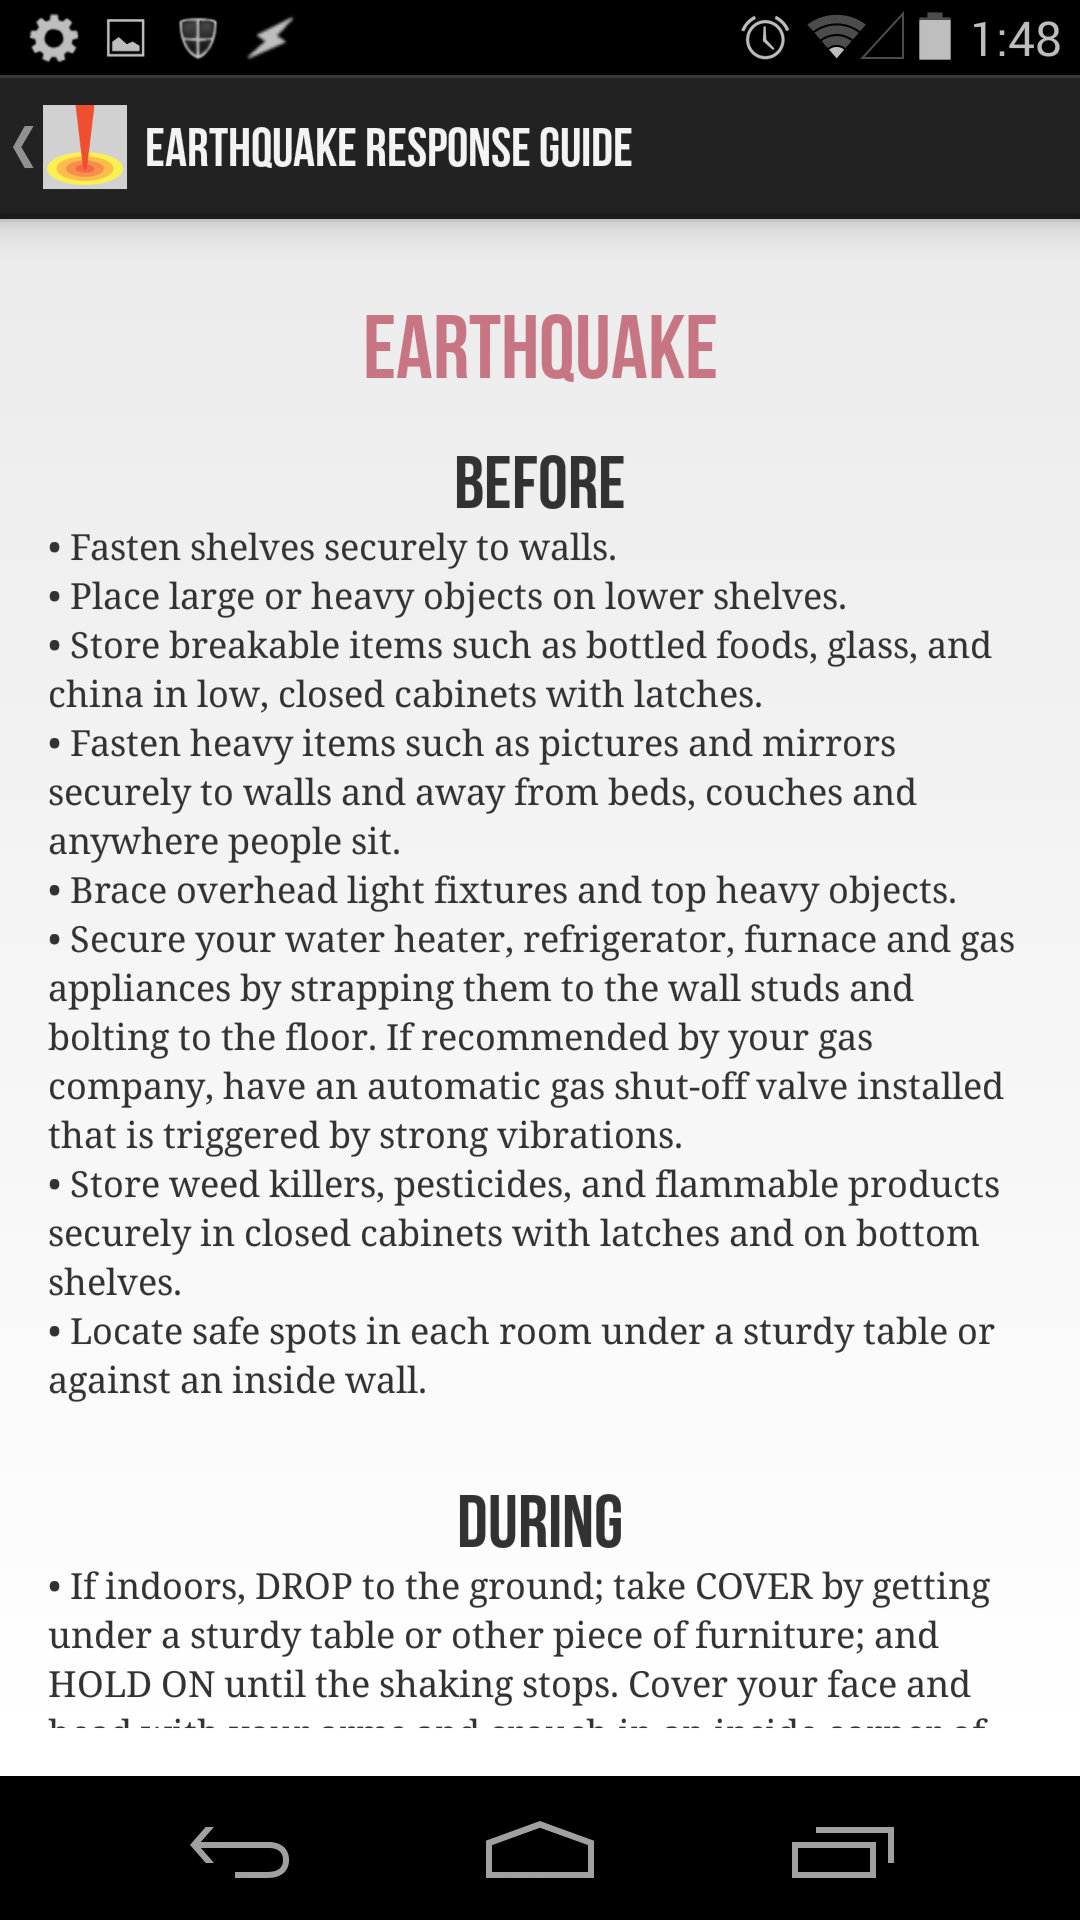 1:48
EARTHQUAKE RESPONSE GUIDE
EARTHQUAKE
BEFORE
• Fasten shelves securely to walls.
• Place large or heavy objects on lower shelves.
• Store breakable items such as bottled foods, glass, and
china in low, closed cabinets with latches.
• Fasten heavy items such as pictures and mirrors
securely to walls and away from beds, couches and
anywhere people sit.
• Brace overhead light fixtures and top heavy objects.
• Secure your water heater, refrigerator, furnace and gas
appliances by strapping them to the wall studs and
bolting to the floor. If recommended by your gas
company, have an automatic gas shut-off valve installed
that is triggered by strong vibrations.
• Store weed killers, pesticides, and flammable products
securely in closed cabinets with latches and on bottom
shelves.
• Locate safe spots in each room under a sturdy table or
against an inside wall.
DURING
• If indoors, DROP to the ground; take COVER by getting
under a sturdy table or other piece of furniture; and
HOLD ON until the shaking stops. Cover your face and